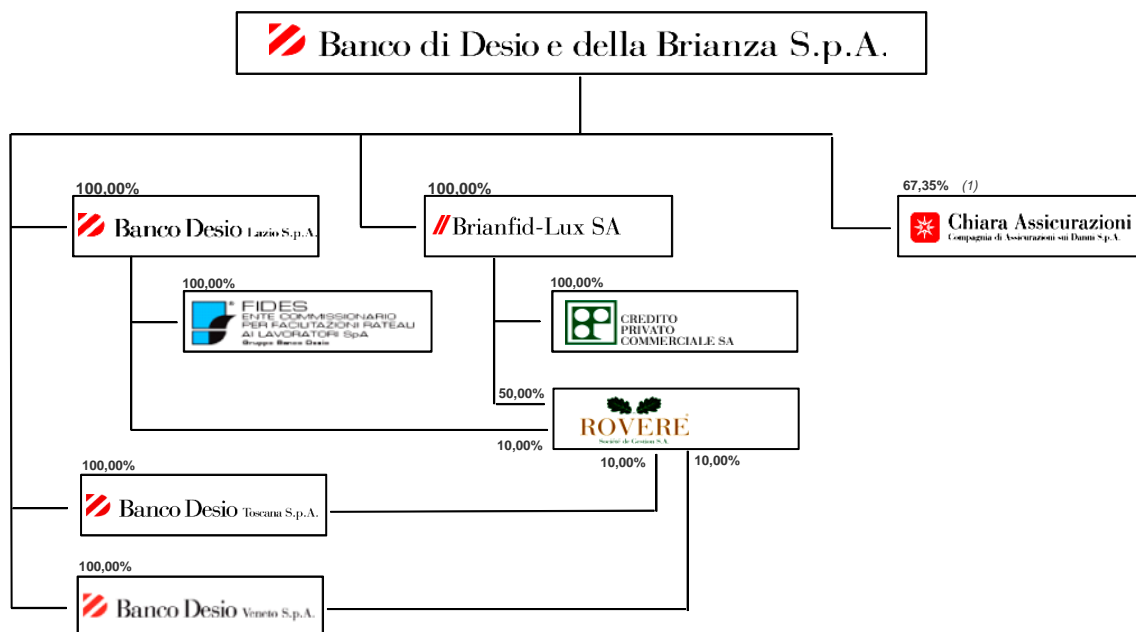 Banco di Desio e della Brianza S.p.A.
100,00%
Banco Desio Lazio S.p.A.
100,00%
Brianfid-Lux SA
67,35% (1)
Chiara Assicurazioni
Compagnia di Assicurazioni sui Danni S.p.A.
100,00%
FIDES
ENTE COMMISSIONARIO
PER FACILITAZIONI RATEALI
AI LAVORATORI SpA
Gruppo Banco Desio
100,00%
CREDITO
PRIVATO
COMMERCIALE SA
50,00%
ROVERE
Société de Gestion S.A.
10,00%
10,00%
10,00%
100,00%
Banco Desio Toscana S.p.A.
100,00%
Banco Desio Veneto S.p.A.